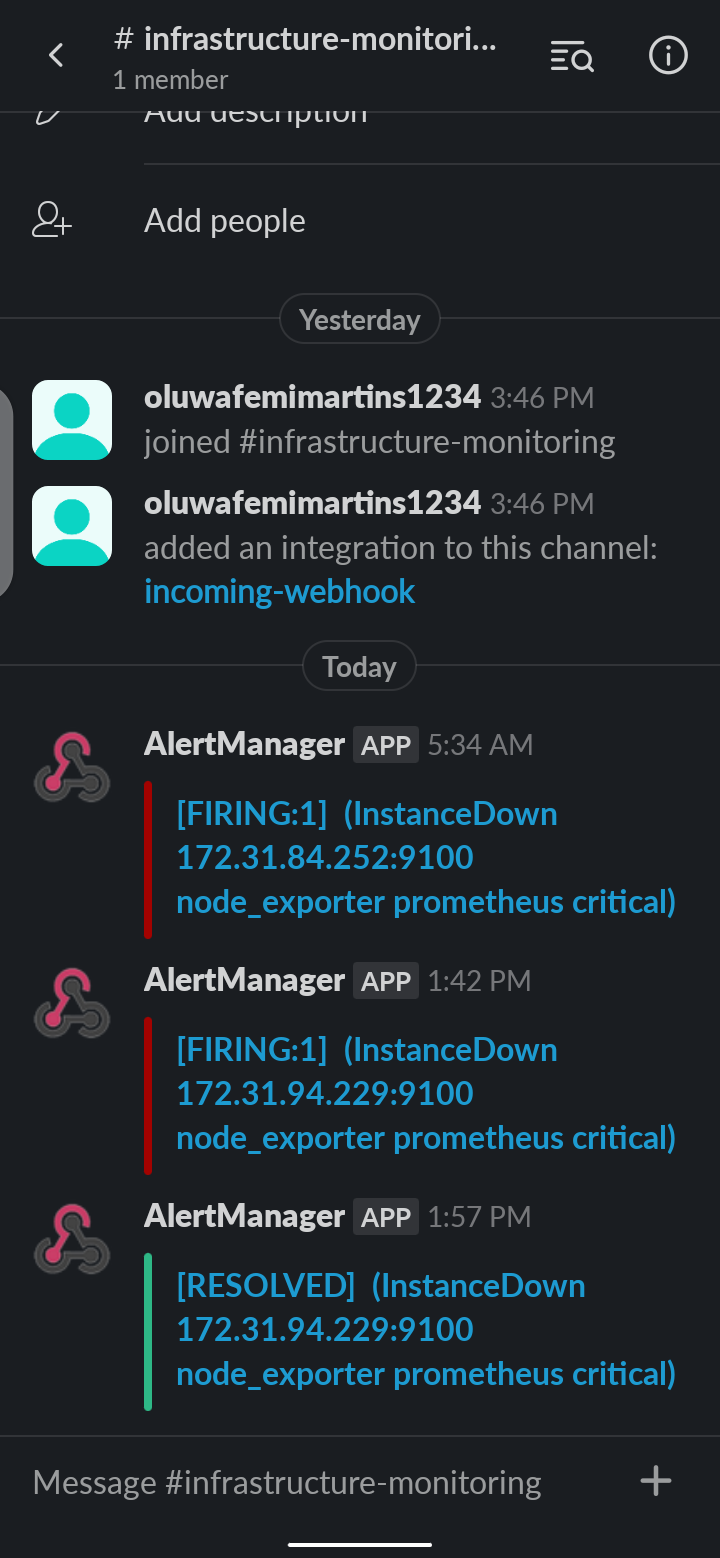 # infrastructure-monitori...
1 member
Add description
Add people
Yesterday
oluwafemimartins1234 3:46 PM
joined #infrastructure-monitoring
oluwafemimartins1234 3:46 PM
added an integration to this channel:
incoming-webhook
Today
AlertManager APP 5:34 AM
[FIRING:1] (InstanceDown
172.31.84.252:9100
node_exporter prometheus critical)
AlertManager APP 1:42 PM
[FIRING:1] (InstanceDown
172.31.94.229:9100
node_exporter prometheus critical)
AlertManager APP 1:57 PM
[RESOLVED] (InstanceDown
172.31.94.229:9100
node_exporter prometheus critical)
Message #infrastructure-monitoring